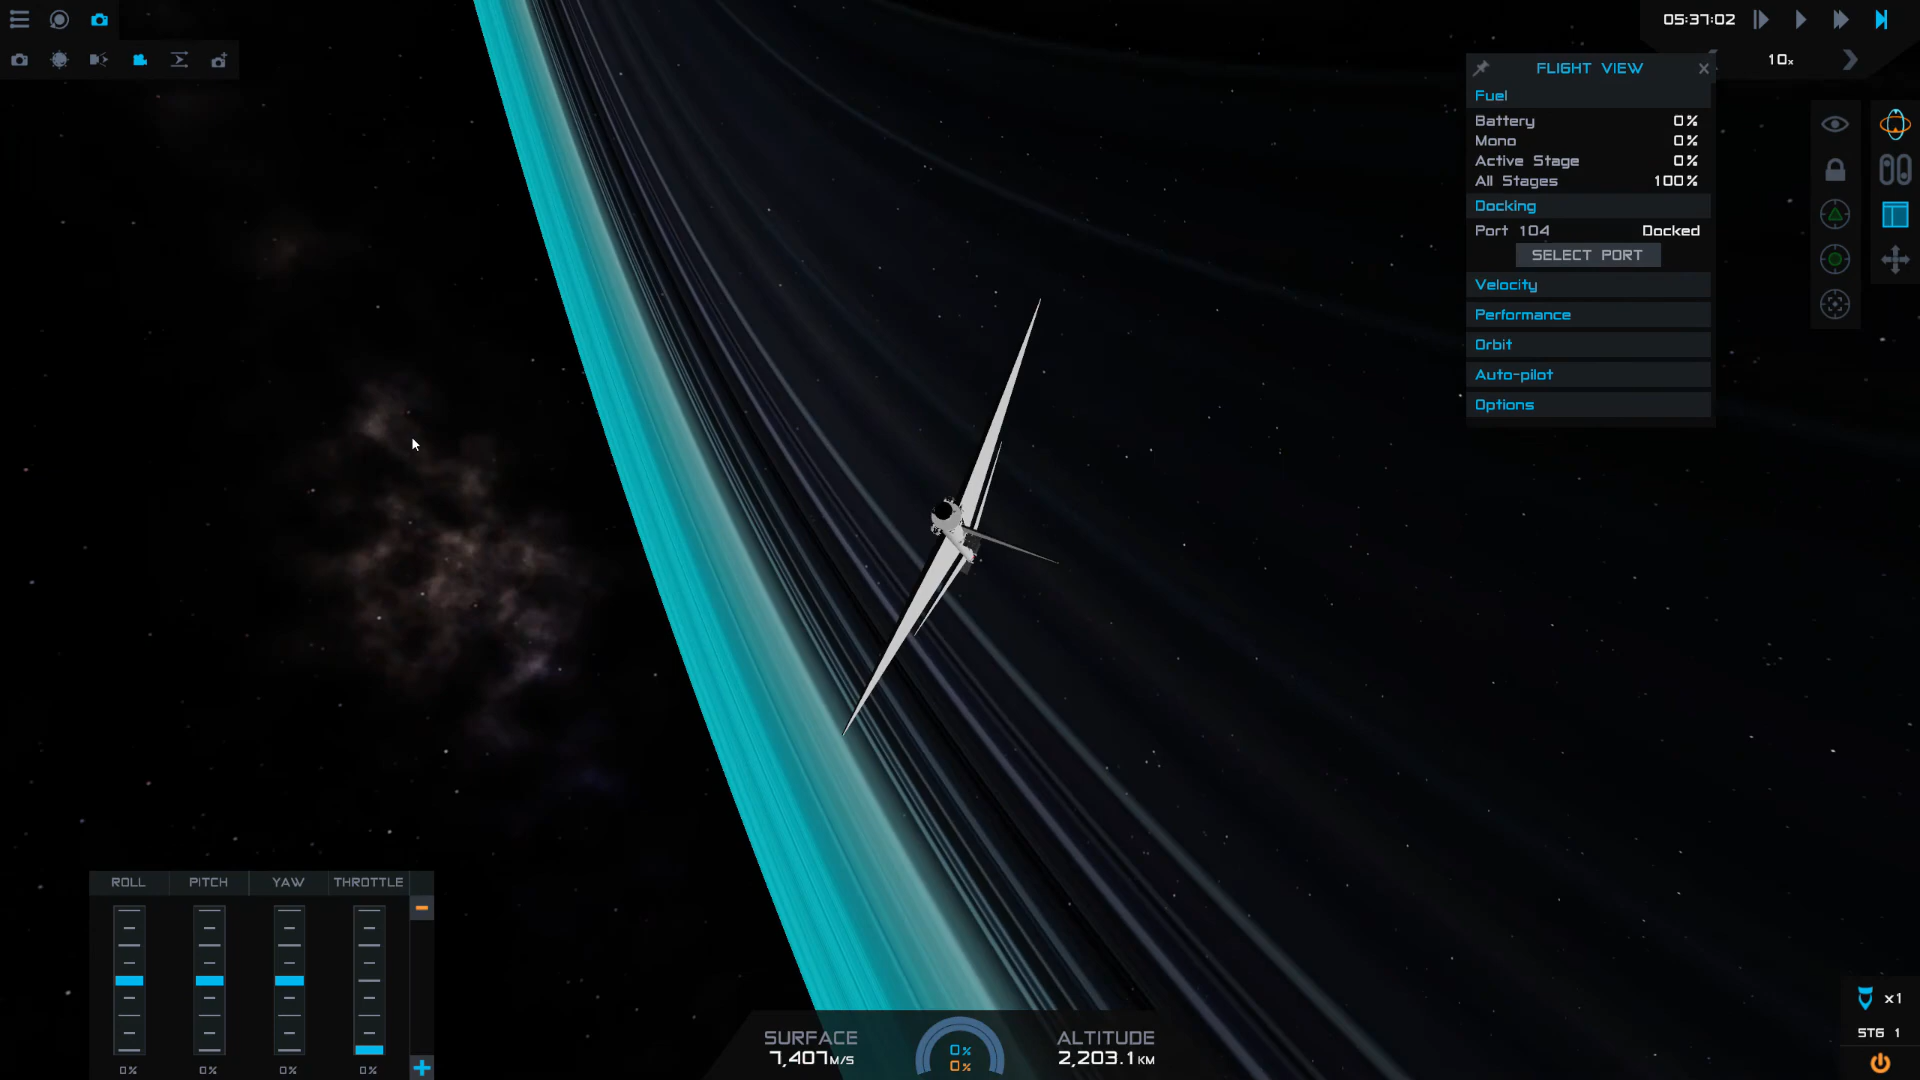 05:37:02
10x
FLIGHT VIEW
Fuel
Battery 0%
Mono 0%
Active Stage 0%
All Stages 100%
Docking
Port 104 Docked
SELECT PORT
Velocity
Performance
Orbit
Auto-pilot
Options
ROLL PITCH YAW THROTTLE
0% 0% 0% 0%
SURFACE
7,407M/S
0%
0%
ALTITUDE
2,203.1KM
x1
STG 1